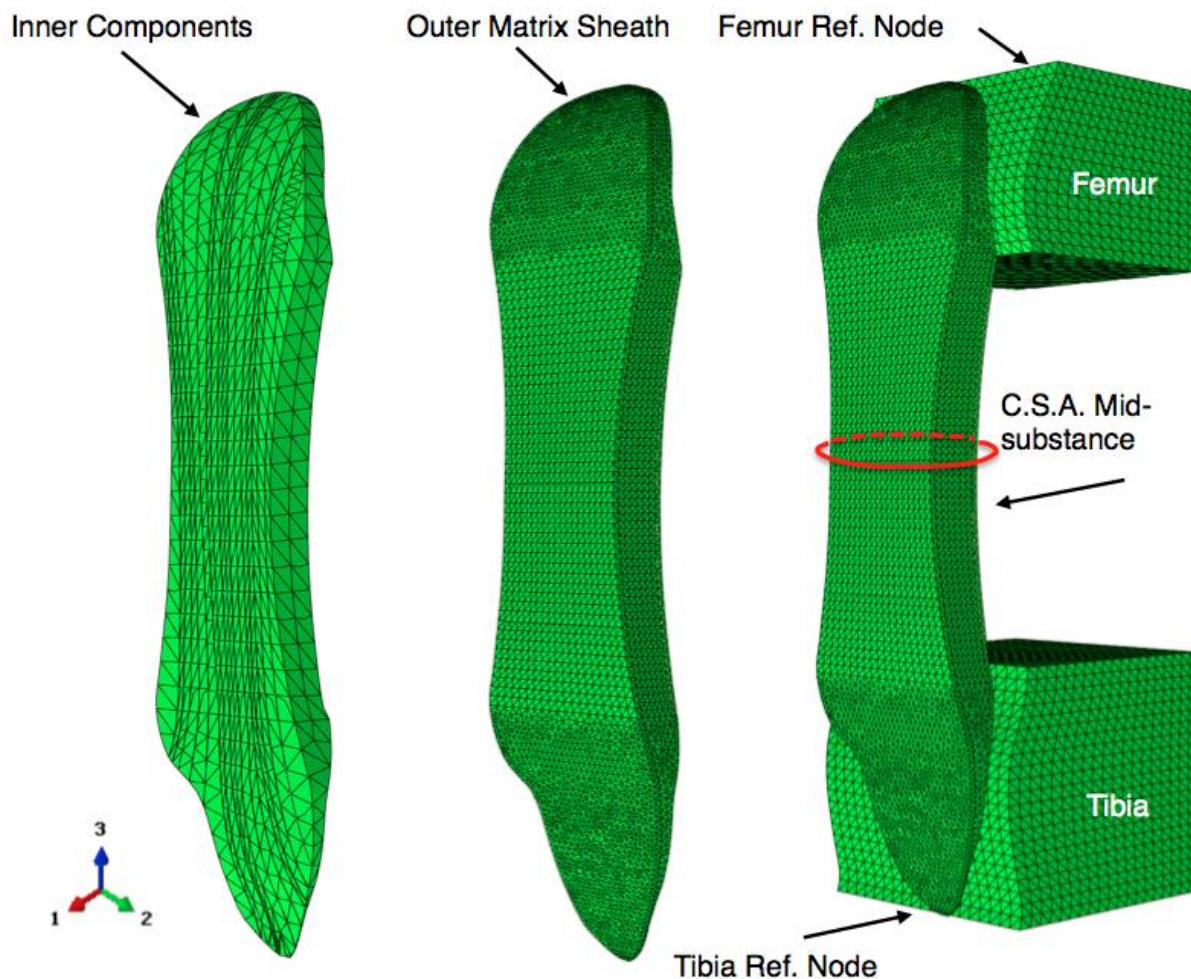 Inner Components
Outer Matrix Sheath
Femur Ref. Node
Femur
C.S.A. Mid-
substance
Tibia
3
1
2
Tibia Ref. Node